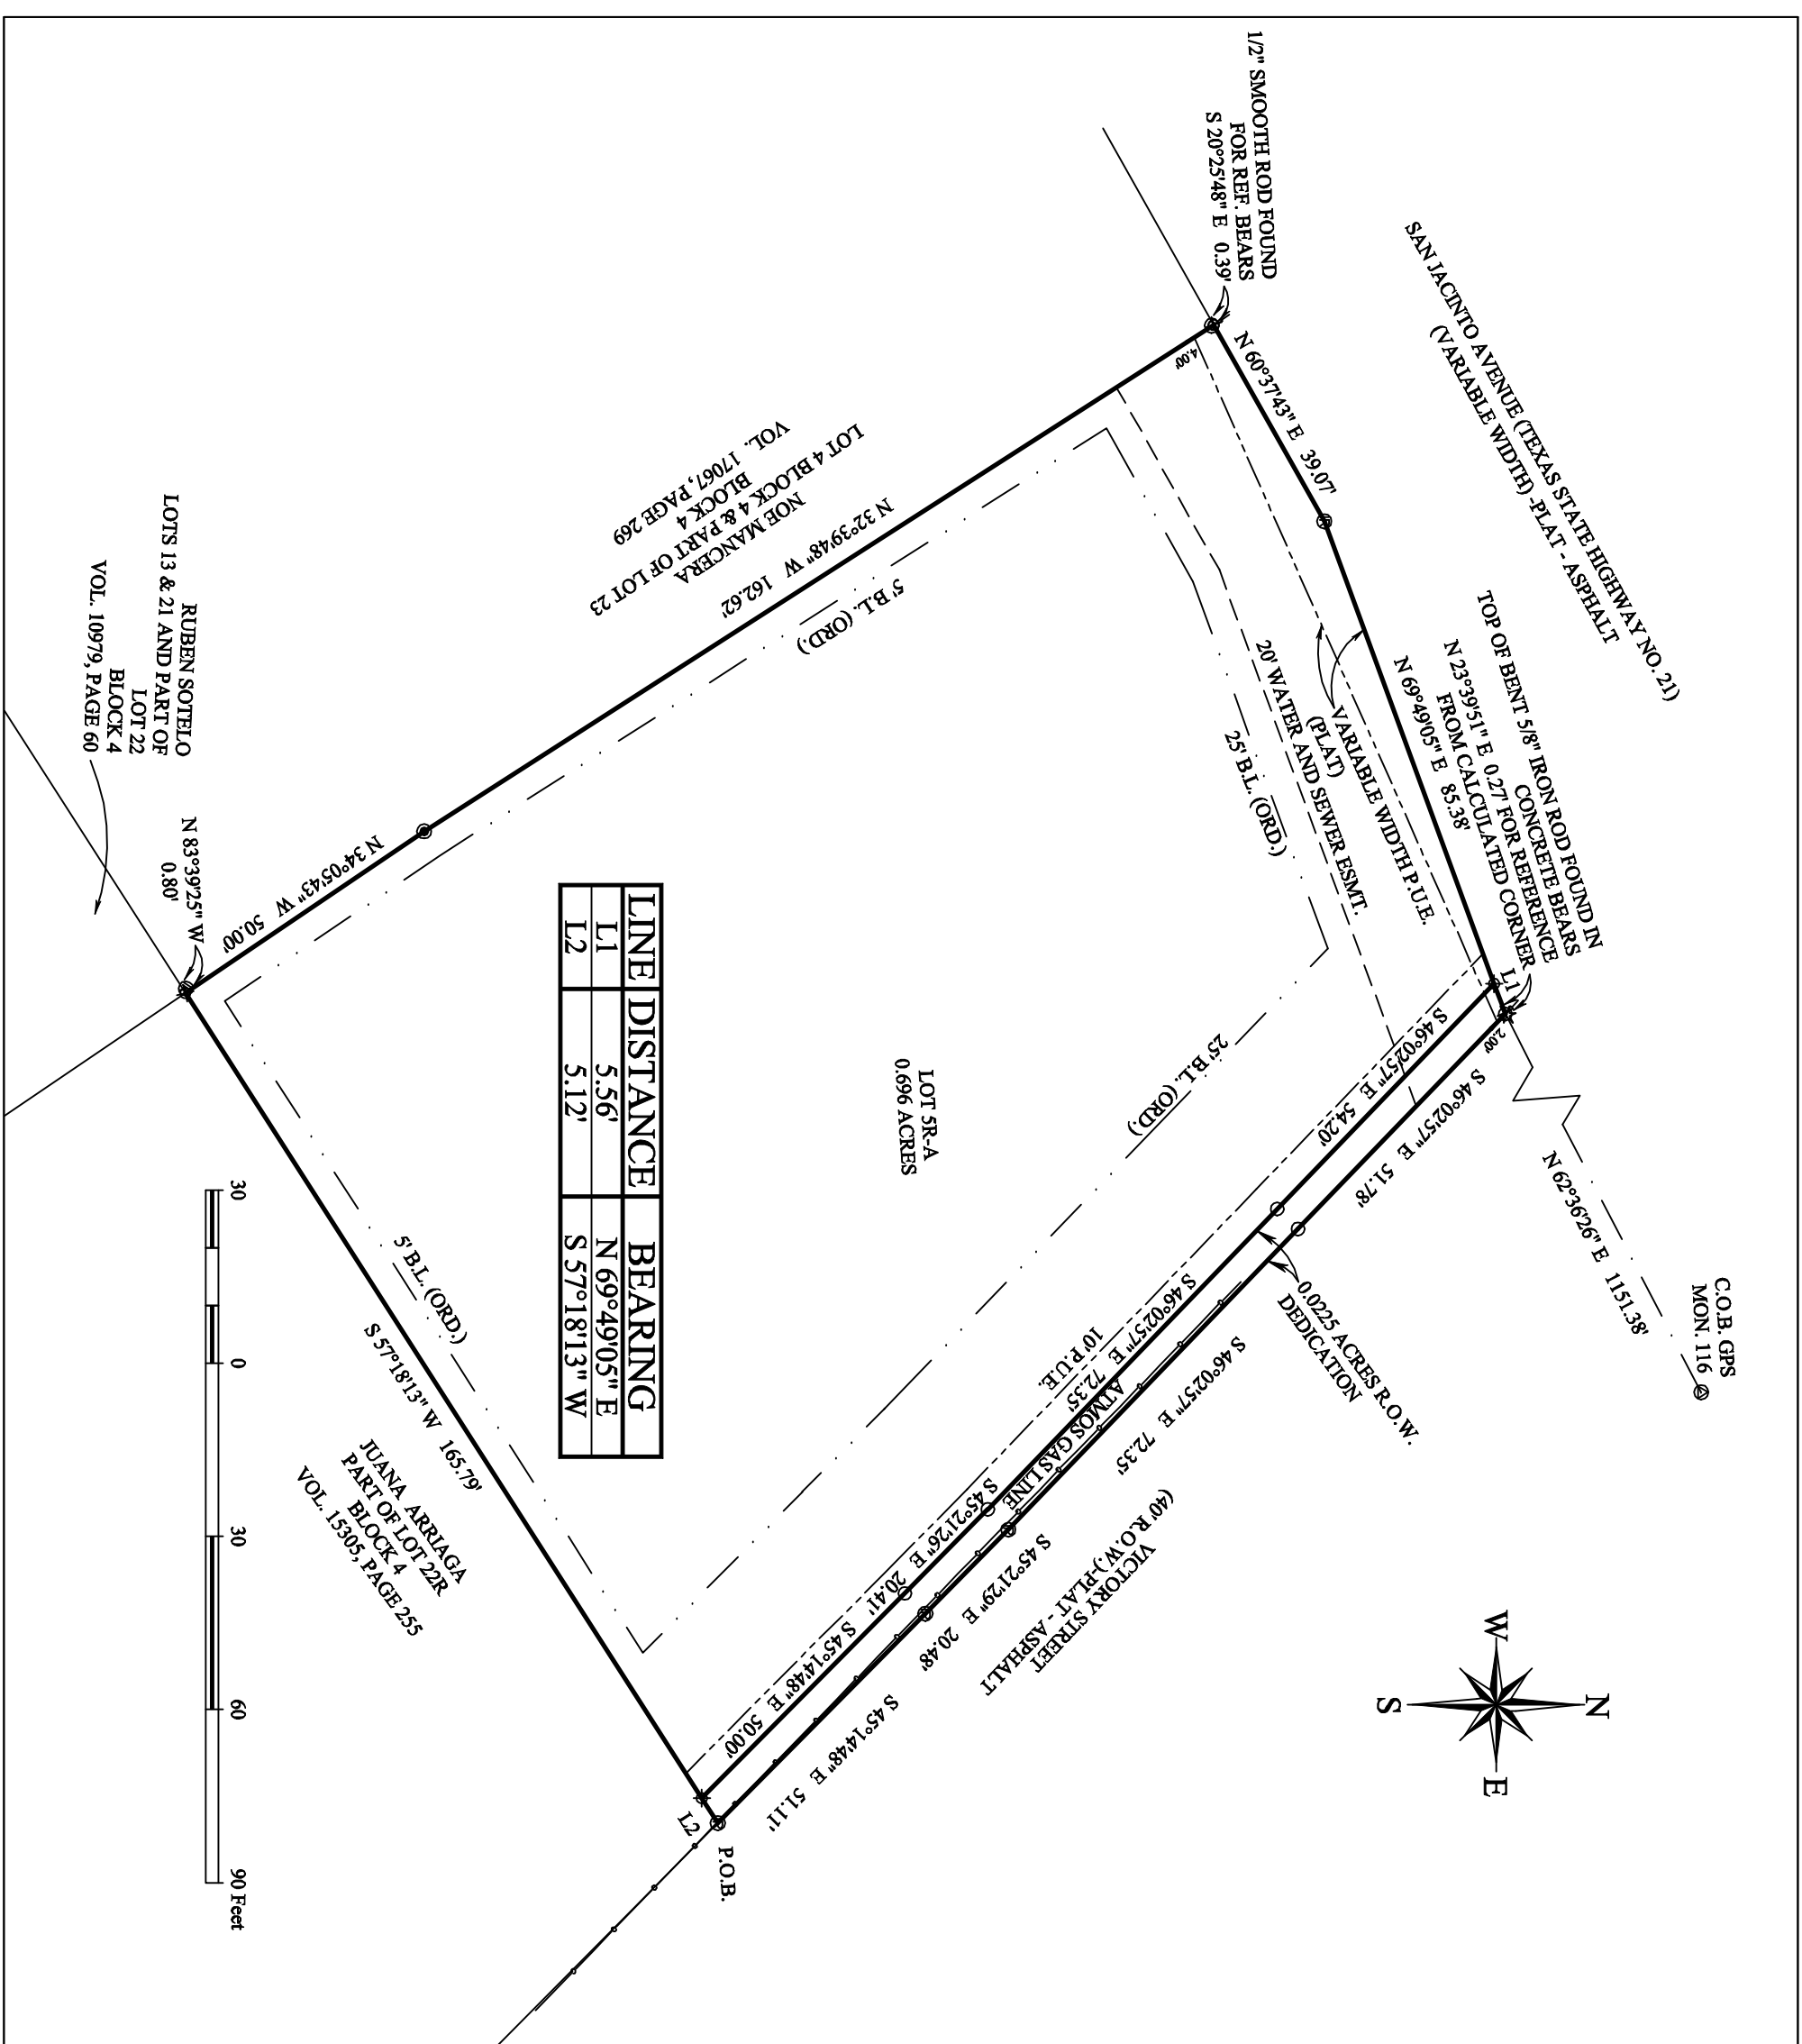 SAN JACINTO AVENUE (TEXAS STATE HIGHWAY NO. 21)
(VARIABLE WIDTH) -PLAT - ASPHALT
1/2" SMOOTH ROD FOUND
FOR REF. BEARS
S 20°25'48" E 0.39'
N 60°37'43" E 39.07'
4.00'
TOP OF BENT 5/8" IRON ROD FOUND IN
CONCRETE BEARS
N 23°39'51" E 0.27' FOR REFERENCE
FROM CALCULATED CORNER
N 69°49'05" E 85.38'
VARIABLE WIDTH P.U.E.
(PLAT)
20' WATER AND SEWER ESMT.
25' B.L. (ORD.)
L1
2.00'
N 62°36'26" E 1151.38'
C.O.B. GPS
MON. 116
S 46°02'57" E 54.20'
S 46°02'57" E 51.78'
25' B.L. (ORD.)
0.0225 ACRES R.O.W.
DEDICATION
S 46°02'57" E 72.35'
10' P.U.E.
S 46°02'57" E 72.35'
ATMOS GAS LINE
S 45°21'26" E 20.41'
S 45°21'29" E 20.48'
VICTORY STREET
(40' R.O.W.)-PLAT - ASPHALT
S 45°14'48" E 50.00'
S 45°14'48" E 51.11'
L2
P.O.B.
LOT 5R-A
0.696 ACRES
NOE MANCERA
LOT 4 BLOCK 4 & PART OF LOT 23
BLOCK 4
VOL. 17067, PAGE 269
N 32°39'48" W 162.62'
5' B.L. (ORD.)
N 34°05'43" W 50.00'
N 83°39'25" W
0.80'
RUBEN SOTELO
LOTS 13 & 21 AND PART OF
LOT 22
BLOCK 4
VOL. 10979, PAGE 60
LINE DISTANCE BEARING
L1 5.56' N 69°49'05" E
L2 5.12' S 57°18'13" W
5' B.L. (ORD.)
S 57°18'13" W 165.79'
JUANA ARRIAGA
PART OF LOT 22R
BLOCK 4
VOL. 15305, PAGE 255
N
W E
S
30 0 30 60 90 Feet